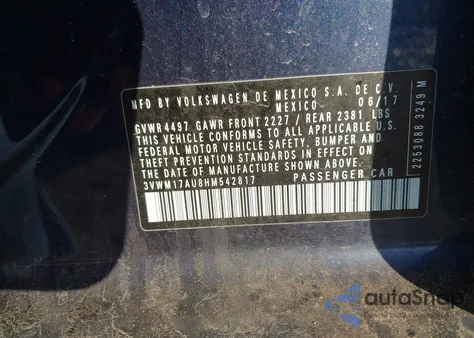 MFD BY VOLKSWAGEN DE MEXICO S.A. DE C.V.
MEXICO 06/17
GVWR 4497 GAWR FRONT 2227 / REAR 2381 LBS
THIS VEHICLE CONFORMS TO ALL APPLICABLE U.S.
FEDERAL MOTOR VEHICLE SAFETY, BUMPER AND
THEFT PREVENTION STANDARDS IN EFFECT ON
THE DATE OF MANUFACTURE SHOWN ABOVE.
3VWM17AU8HM542817 PASSENGER CAR
2253088 3249 M
autoSnap